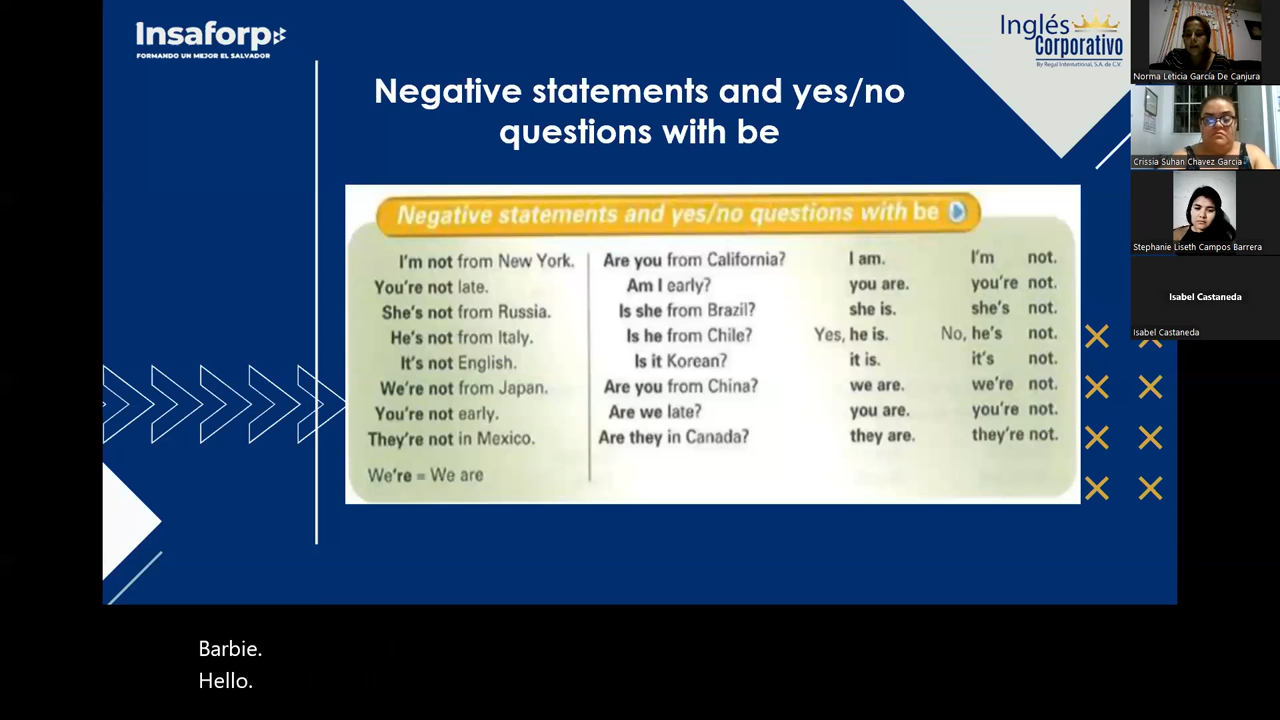 Insaforp
FORMANDO UN MEJOR EL SALVADOR
Inglés
Corporativo
By Regal International, S.A. de C.V.
Negative statements and yes/no
questions with be
Negative statements and yes/no questions with be
I'm not from New York.
You're not late.
She's not from Russia.
He's not from Italy.
It's not English.
We're not from Japan.
You're not early.
They're not in Mexico.
We're = We are
Are you from California? I am. I'm not.
Am I early? you are. you're not.
Is she from Brazil? she is. she's not.
Is he from Chile? Yes, he is. No, he's not.
Is it Korean? it is. it's not.
Are you from China? we are. we're not.
Are we late? you are. you're not.
Are they in Canada? they are. they're not.
Norma Leticia García De Canjura
Crissia Suhan Chavez Garcia
Stephanie Liseth Campos Barrera
Isabel Castaneda
Isabel Castaneda
Barbie.
Hello.